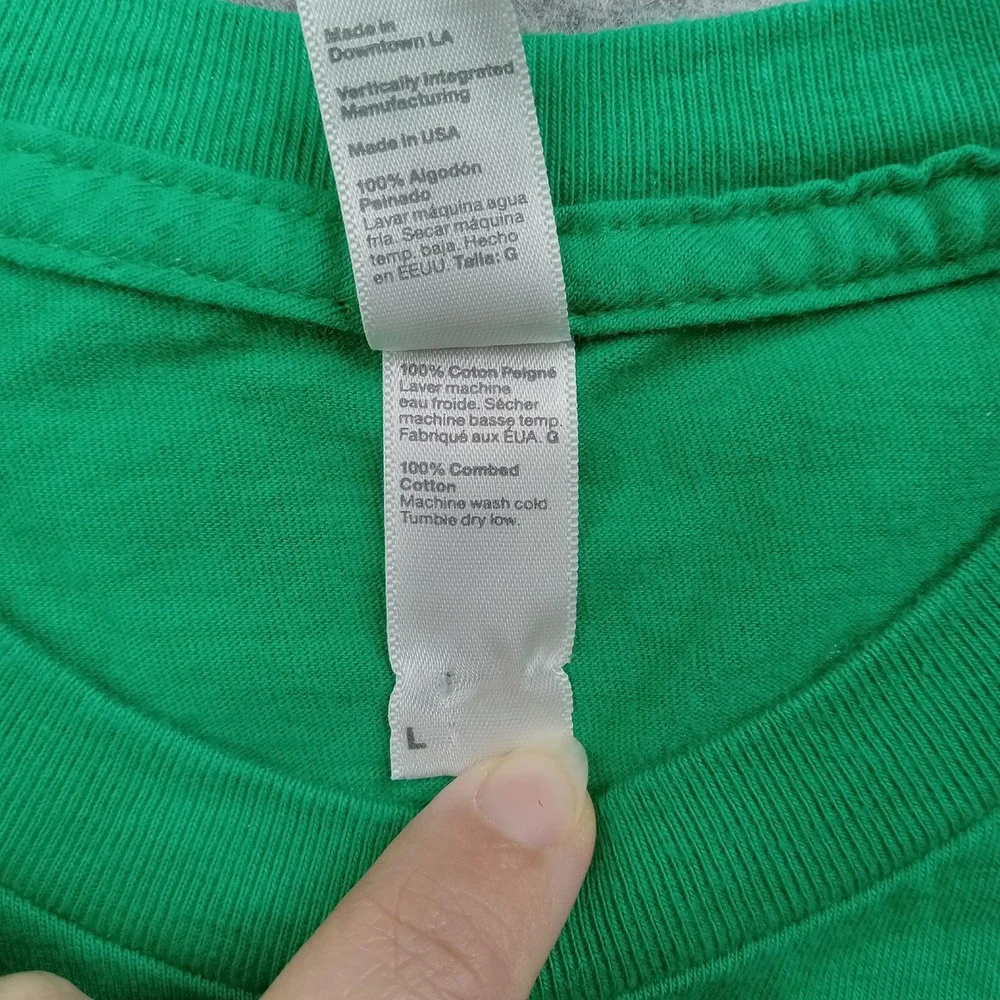 Made in
Downtown LA
Vertically Integrated
Manufacturing
Made in USA
100% Algodón
Peinado
Lavar máquina agua
fría. Secar máquina
temp. baja. Hecho
en EEUU. Talla: G
100% Coton Peigné
Laver machine
eau froide. Sécher
machine basse temp.
Fabriqué aux ÉUA. G
100% Combed
Cotton
Machine wash cold.
Tumble dry low.
L